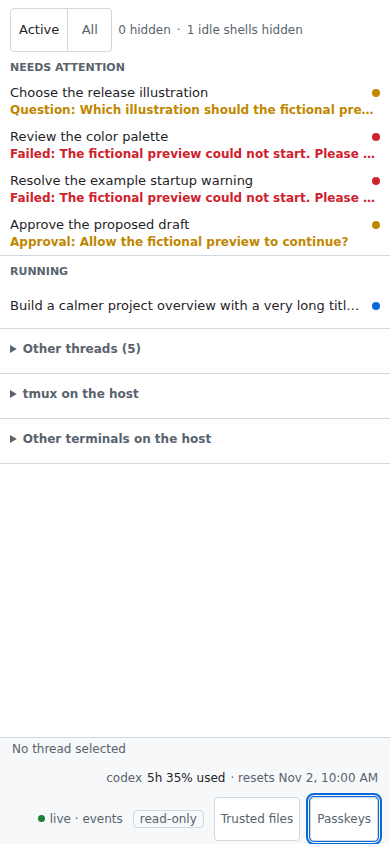 Active All 0 hidden · 1 idle shells hidden
NEEDS ATTENTION
Choose the release illustration
Question: Which illustration should the fictional pre…
Review the color palette
Failed: The fictional preview could not start. Please …
Resolve the example startup warning
Failed: The fictional preview could not start. Please …
Approve the proposed draft
Approval: Allow the fictional preview to continue?
RUNNING
Build a calmer project overview with a very long titl…
Other threads (5)
tmux on the host
Other terminals on the host
No thread selected
codex 5h 35% used · resets Nov 2, 10:00 AM
live · events read-only Trusted files Passkeys